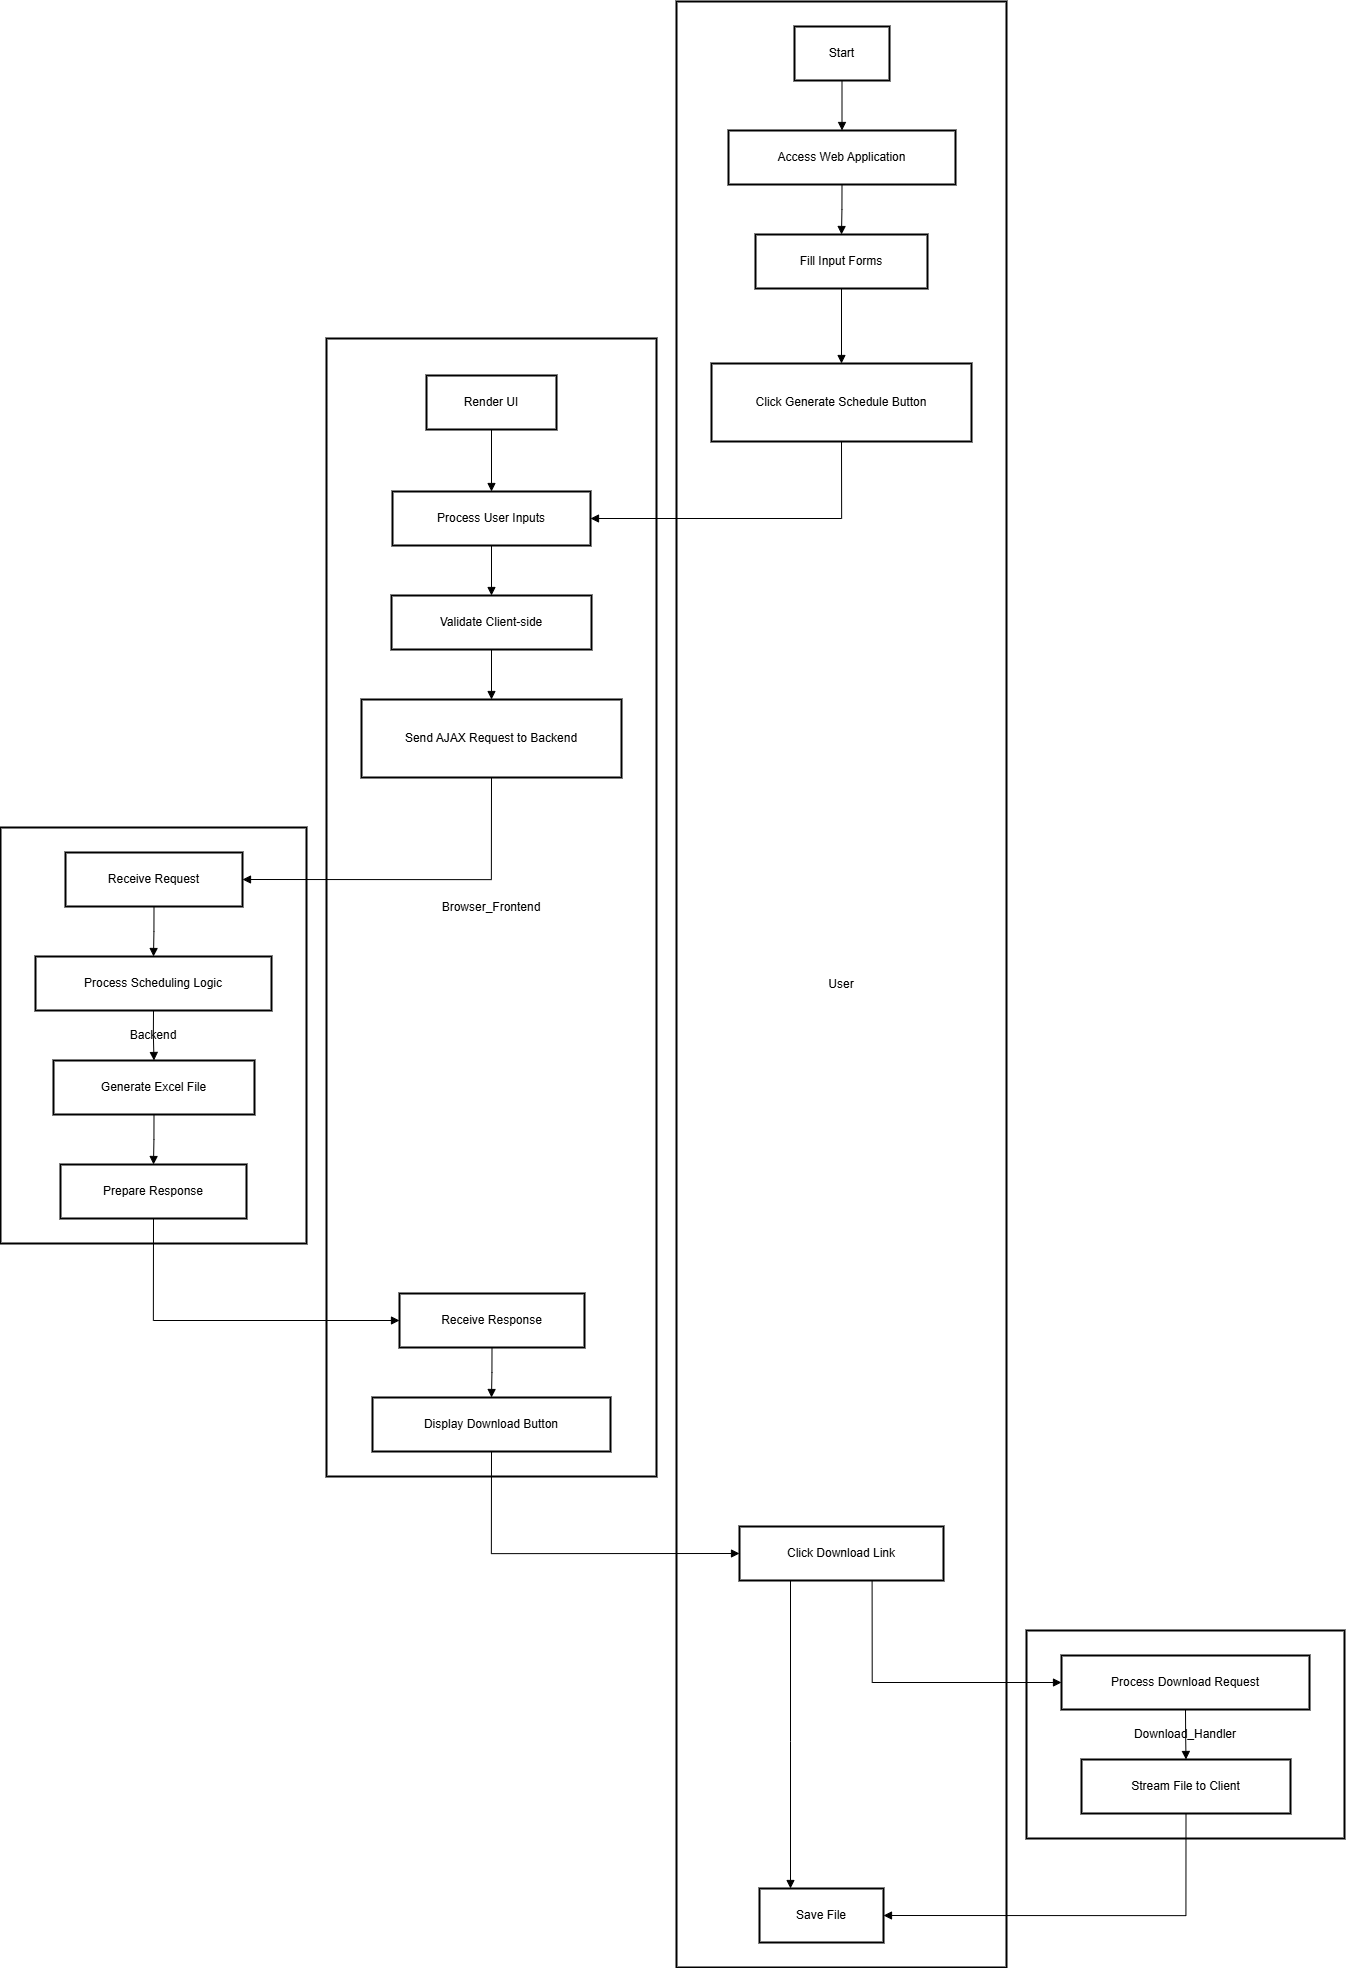 Start
Access Web Application
Fill Input Forms
Click Generate Schedule Button
Render UI
Process User Inputs
Validate Client-side
Send AJAX Request to Backend
Receive Request
Browser_Frontend
Process Scheduling Logic
User
Backend
Generate Excel File
Prepare Response
Receive Response
Display Download Button
Click Download Link
Process Download Request
Download_Handler
Stream File to Client
Save File